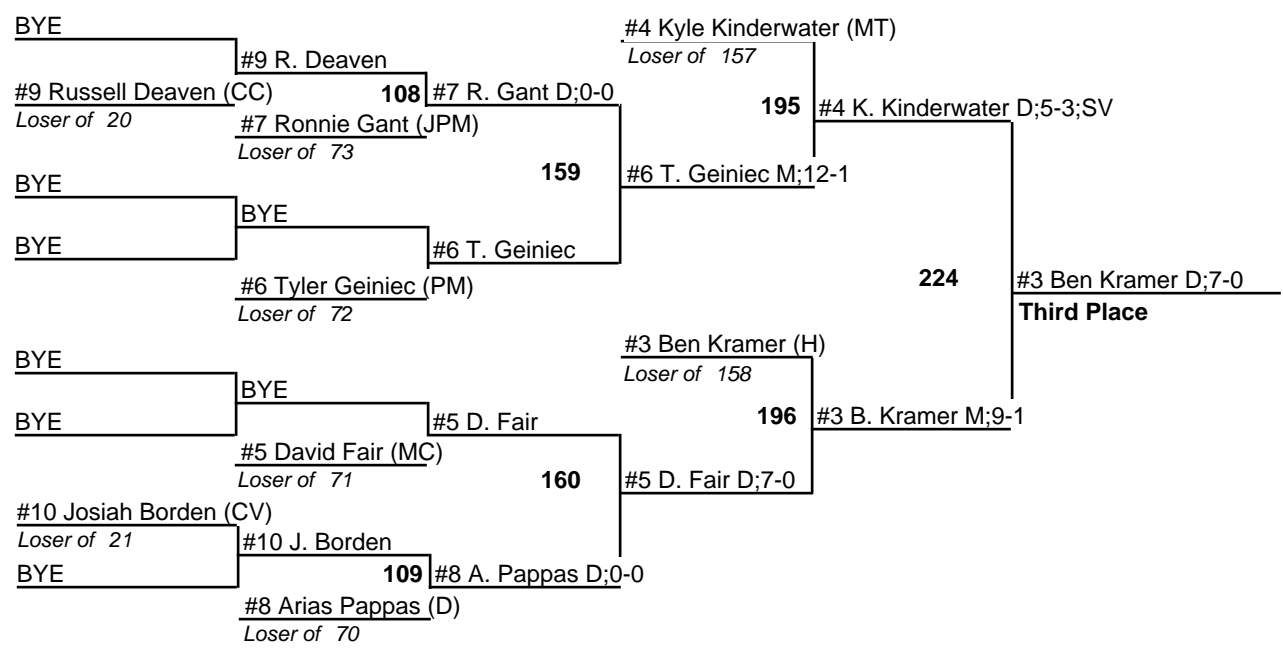 BYE
#4 Kyle Kinderwater (MT)
#9 R. Deaven
Loser of 157
#9 Russell Deaven (CC)
108
#7 R. Gant D;0-0
195
#4 K. Kinderwater D;5-3;SV
Loser of 20
#7 Ronnie Gant (JPM)
Loser of 73
159
#6 T. Geiniec M;12-1
BYE
BYE
BYE
#6 T. Geiniec
#6 Tyler Geiniec (PM)
Loser of 72
224
#3 Ben Kramer D;7-0
Third Place
BYE
#3 Ben Kramer (H)
Loser of 158
BYE
BYE
#5 D. Fair
196
#3 B. Kramer M;9-1
#5 David Fair (MC)
Loser of 71
160
#5 D. Fair D;7-0
#10 Josiah Borden (CV)
Loser of 21
#10 J. Borden
BYE
109
#8 A. Pappas D;0-0
#8 Arias Pappas (D)
Loser of 70